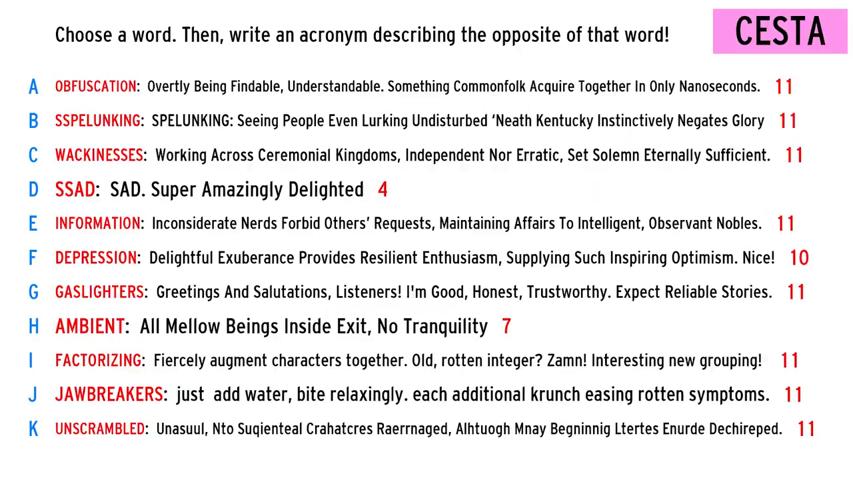 Choose a word. Then, write an acronym describing the opposite of that word!
CESTA
A OBFUSCATION: Overtly Being Findable, Understandable. Something Commonfolk Acquire Together In Only Nanoseconds. 11
B SSPELUNKING: SPELUNKING: Seeing People Even Lurking Undisturbed ‘Neath Kentucky Instinctively Negates Glory 11
C WACKINESSES: Working Across Ceremonial Kingdoms, Independent Nor Erratic, Set Solemn Eternally Sufficient. 11
D SSAD: SAD. Super Amazingly Delighted 4
E INFORMATION: Inconsiderate Nerds Forbid Others’ Requests, Maintaining Affairs To Intelligent, Observant Nobles. 11
F DEPRESSION: Delightful Exuberance Provides Resilient Enthusiasm, Supplying Such Inspiring Optimism. Nice! 10
G GASLIGHTERS: Greetings And Salutations, Listeners! I'm Good, Honest, Trustworthy. Expect Reliable Stories. 11
H AMBIENT: All Mellow Beings Inside Exit, No Tranquility 7
I FACTORIZING: Fiercely augment characters together. Old, rotten integer? Zamn! Interesting new grouping! 11
J JAWBREAKERS: just add water, bite relaxingly. each additional krunch easing rotten symptoms. 11
K UNSCRAMBLED: Unasuul, Nto Suqienteal Crahatcres Raerrnaged, Alhtuogh Mnay Begninnig Ltertes Enurde Dechireped. 11